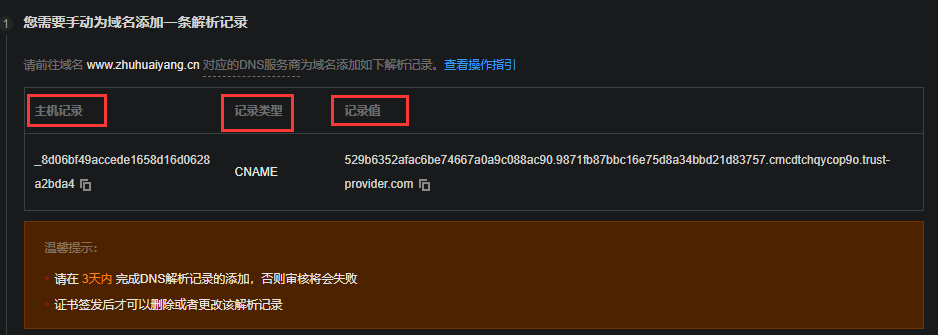 1 您需要手动为域名添加一条解析记录
请前往域名 www.zhuhuaiyang.cn 对应的DNS服务商为域名添加如下解析记录。查看操作指引
主机记录 记录类型 记录值
_8d06bf49accede1658d16d0628
a2bda4
CNAME
529b6352afac6be74667a0a9c088ac90.9871fb87bbc16e75d8a34bbd21d83757.cmcdtchqycop9o.trust-
provider.com
温馨提示：
请在 3天内 完成DNS解析记录的添加，否则审核将会失败
证书签发后才可以删除或者更改该解析记录